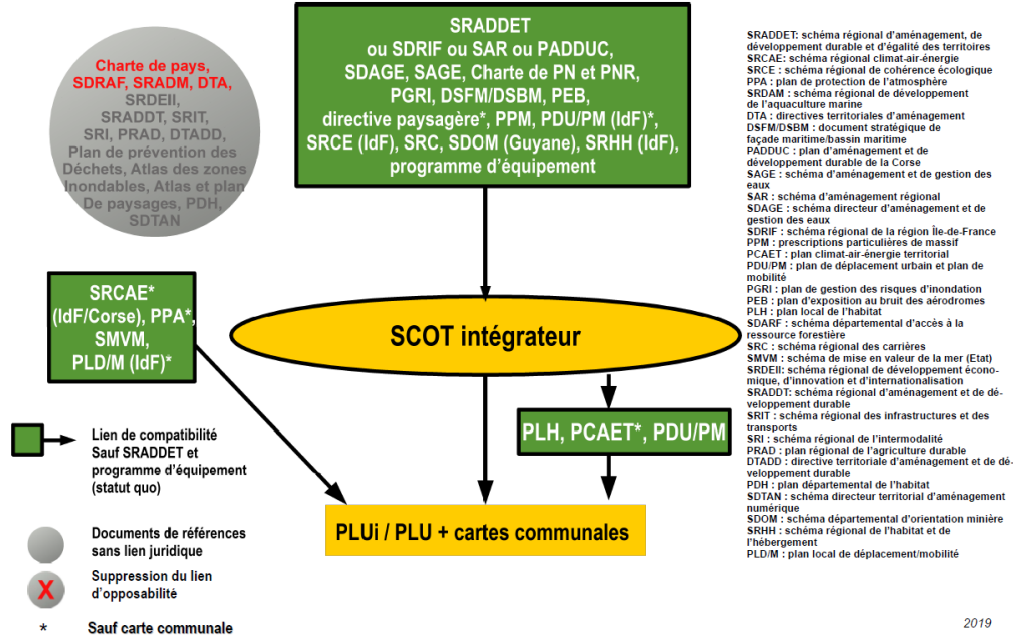 Charte de pays,
SDRAF, SRADM, DTA,
SRDEII,
SRADDT, SRIT,
SRI, PRAD, DTADD,
Plan de prévention des
Déchets, Atlas des zones
Inondables, Atlas et plan
De paysages, PDH,
SDTAN
SRADDET
ou SDRIF ou SAR ou PADDUC,
SDAGE, SAGE, Charte de PN et PNR,
PGRI, DSFM/DSBM, PEB,
directive paysagère*, PPM, PDU/PM (IdF)*,
SRCE (IdF), SRC, SDOM (Guyane), SRHH (IdF),
programme d'équipement
SRCAE*
(IdF/Corse), PPA*,
SMVM,
PLD/M (IdF)*
SCOT intégrateur
PLH, PCAET*, PDU/PM
PLUi / PLU + cartes communales
Lien de compatibilité
Sauf SRADDET et
programme d'équipement
(statut quo)
Documents de références
sans lien juridique
X
Suppression du lien
d'opposabilité
* Sauf carte communale
SRADDET: schéma régional d'aménagement, de
développement durable et d'égalité des territoires
SRCAE: schéma régional climat-air-énergie
SRCE : schéma régional de cohérence écologique
PPA : plan de protection de l'atmosphère
SRDAM : schéma régional de développement
de l'aquaculture marine
DTA : directives territoriales d'aménagement
DSFM/DSBM : document stratégique de
façade maritime/bassin maritime
PADDUC : plan d'aménagement et de
développement durable de la Corse
SAGE : schéma d'aménagement et de gestion des
eaux
SAR : schéma d'aménagement régional
SDAGE : schéma directeur d'aménagement et de
gestion des eaux
SDRIF : schéma régional de la région Île-de-France
PPM : prescriptions particulières de massif
PCAET : plan climat-air-énergie territorial
PDU/PM : plan de déplacement urbain et plan de
mobilité
PGRI : plan de gestion des risques d'inondation
PEB : plan d'exposition au bruit des aérodromes
PLH : plan local de l'habitat
SDARF : schéma départemental d'accès à la
ressource forestière
SRC : schéma régional des carrières
SMVM : schéma de mise en valeur de la mer (Etat)
SRDEII: schéma régional de développement écono-
mique, d'innovation et d'internationalisation
SRADDT: schéma régional d'aménagement et de dé-
veloppement durable
SRIT : schéma régional des infrastructures et des
transports
SRI : schéma régional de l'intermodalité
PRAD : plan régional de l'agriculture durable
DTADD : directive territoriale d'aménagement et de dé-
veloppement durable
PDH : plan départemental de l'habitat
SDTAN : schéma directeur territorial d'aménagement
numérique
SDOM : schéma départemental d'orientation minière
SRHH : schéma régional de l'habitat et de
l'hébergement
PLD/M : plan local de déplacement/mobilité
2019